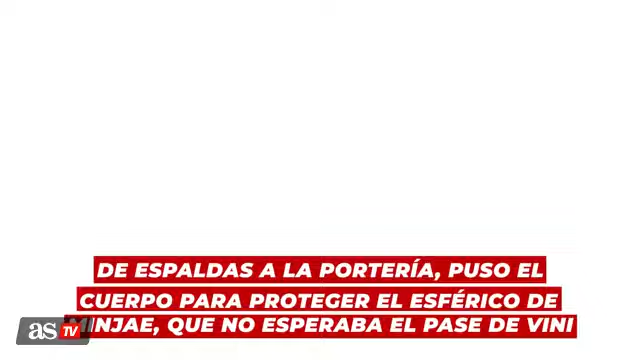 DE ESPALDAS A LA PORTERÍA, PUSO EL
CUERPO PARA PROTEGER EL ESFÉRICO DE
MINJAE, QUE NO ESPERABA EL PASE DE VINI
as TV